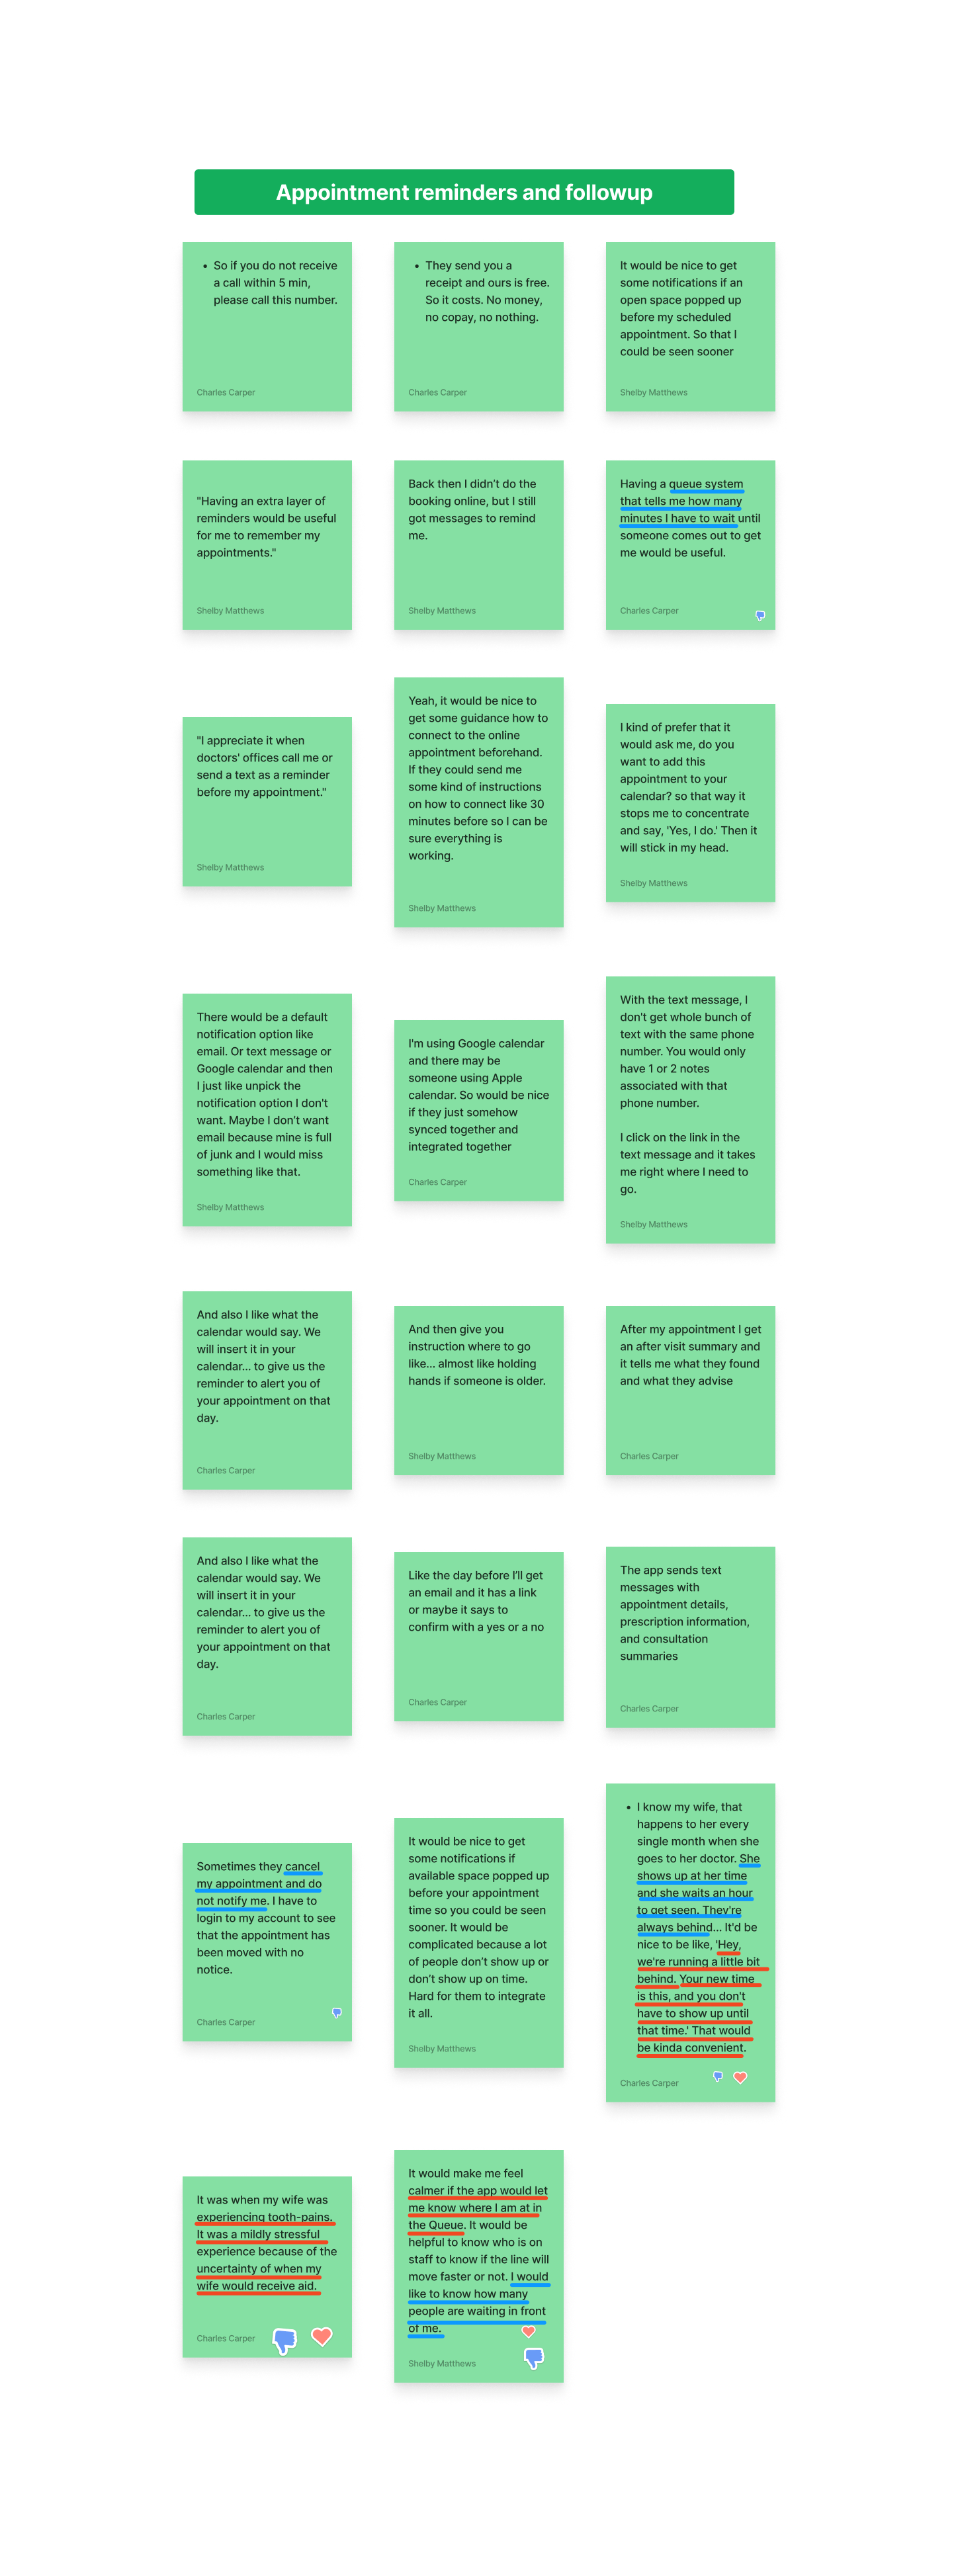 Appointment reminders and followup
• So if you do not receive
a call within 5 min,
please call this number.
Charles Carper
• They send you a
receipt and ours is free.
So it costs. No money,
no copay, no nothing.
Charles Carper
It would be nice to get
some notifications if an
open space popped up
before my scheduled
appointment. So that I
could be seen sooner
Shelby Matthews
"Having an extra layer of
reminders would be useful
for me to remember my
appointments."
Shelby Matthews
Back then I didn’t do the
booking online, but I still
got messages to remind
me.
Shelby Matthews
Having a queue system
that tells me how many
minutes I have to wait until
someone comes out to get
me would be useful.
Charles Carper
"I appreciate it when
doctors' offices call me or
send a text as a reminder
before my appointment."
Shelby Matthews
Yeah, it would be nice to
get some guidance how to
connect to the online
appointment beforehand.
If they could send me
some kind of instructions
on how to connect like 30
minutes before so I can be
sure everything is
working.
Shelby Matthews
I kind of prefer that it
would ask me, do you
want to add this
appointment to your
calendar? so that way it
stops me to concentrate
and say, 'Yes, I do.' Then it
will stick in my head.
Shelby Matthews
There would be a default
notification option like
email. Or text message or
Google calendar and then
I just like unpick the
notification option I don't
want. Maybe I don’t want
email because mine is full
of junk and I would miss
something like that.
Shelby Matthews
I'm using Google calendar
and there may be
someone using Apple
calendar. So would be nice
if they just somehow
synced together and
integrated together
Charles Carper
With the text message, I
don’t get whole bunch of
text with the same phone
number. You would only
have 1 or 2 notes
associated with that
phone number.
I click on the link in the
text message and it takes
me right where I need to
go.
Shelby Matthews
And also I like what the
calendar would say. We
will insert it in your
calendar... to give us the
reminder to alert you of
your appointment on that
day.
Charles Carper
And then give you
instruction where to go
like... almost like holding
hands if someone is older.
Shelby Matthews
After my appointment I get
an after visit summary and
it tells me what they found
and what they advise
Charles Carper
And also I like what the
calendar would say. We
will insert it in your
calendar... to give us the
reminder to alert you of
your appointment on that
day.
Charles Carper
Like the day before I’ll get
an email and it has a link
or maybe it says to
confirm with a yes or a no
Charles Carper
The app sends text
messages with
appointment details,
prescription information,
and consultation
summaries
Charles Carper
Sometimes they cancel
my appointment and do
not notify me. I have to
login to my account to see
that the appointment has
been moved with no
notice.
Charles Carper
It would be nice to get
some notifications if
available space popped up
before your appointment
time so you could be seen
sooner. It would be
complicated because a lot
of people don’t show up or
don’t show up on time.
Hard for them to integrate
it all.
Shelby Matthews
• I know my wife, that
happens to her every
single month when she
goes to her doctor. She
shows up at her time
and she waits an hour
to get seen. They're
always behind... It'd be
nice to be like, 'Hey,
we're running a little bit
behind. Your new time
is this, and you don't
have to show up until
that time.' That would
be kinda convenient.
Charles Carper
It was when my wife was
experiencing tooth-pains.
It was a mildly stressful
experience because of the
uncertainty of when my
wife would receive aid.
Charles Carper
It would make me feel
calmer if the app would let
me know where I am at in
the Queue. It would be
helpful to know who is on
staff to know if the line will
move faster or not. I would
like to know how many
people are waiting in front
of me.
Shelby Matthews